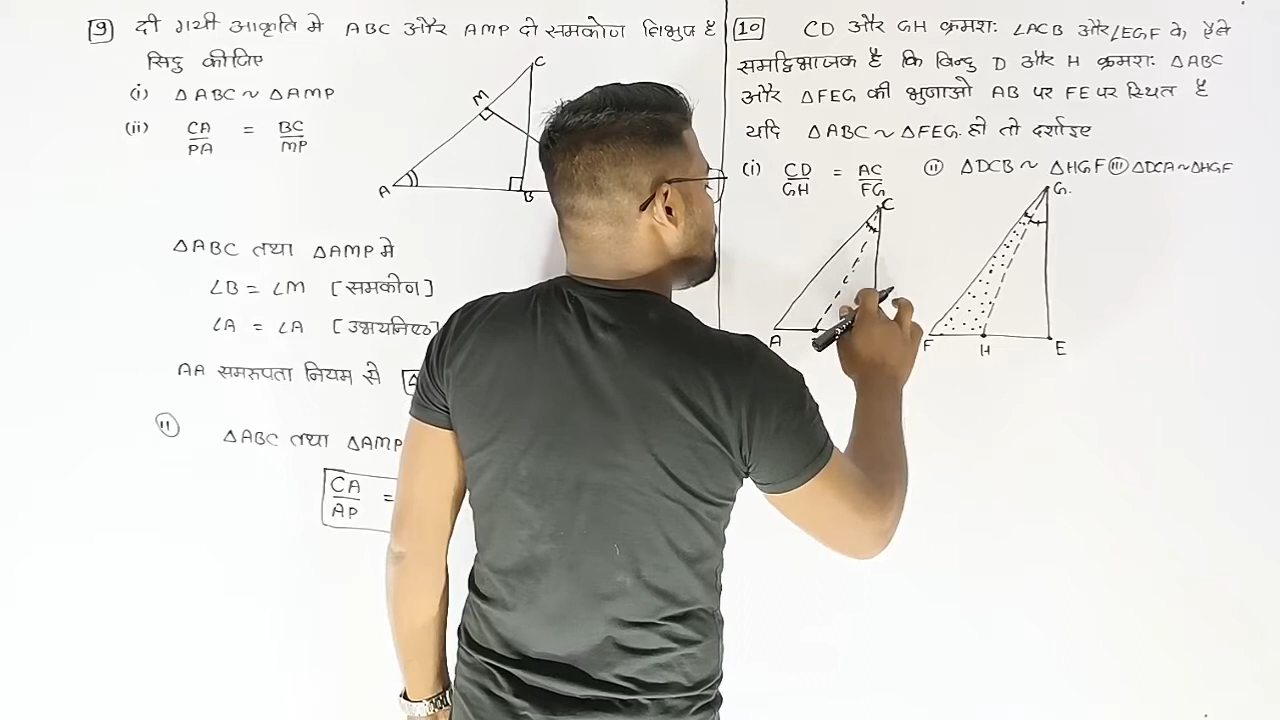 9 दी गयी आकृति मे ABC और AMP दो समकोण त्रिभुज है
सिद्ध कीजिए
(i) △ABC ~ △AMP
(ii) CA/PA = BC/MP
A
M
C
B
△ABC तथा △AMP मे
∠B = ∠M [समकोन]
∠A = ∠A [उभयनिष्ठ
AA समरुपता नियम से
(ii) △ABC तथा △AMP
CA/AP =
10 CD और GH क्रमशः ∠ACB और ∠EGF के ऐसे
समद्विभाजक है कि बिन्दु D और H क्रमशः △ABC
और △FEG की भुजाओ AB पर FE पर स्थित है
यदि △ABC ~ △FEG. हो तो दर्शाइए
(i) CD/GH = AC/FG (ii) △DCB ~ △HGF (iii) △DCA ~ △HGF
C
A
G.
F
H
E